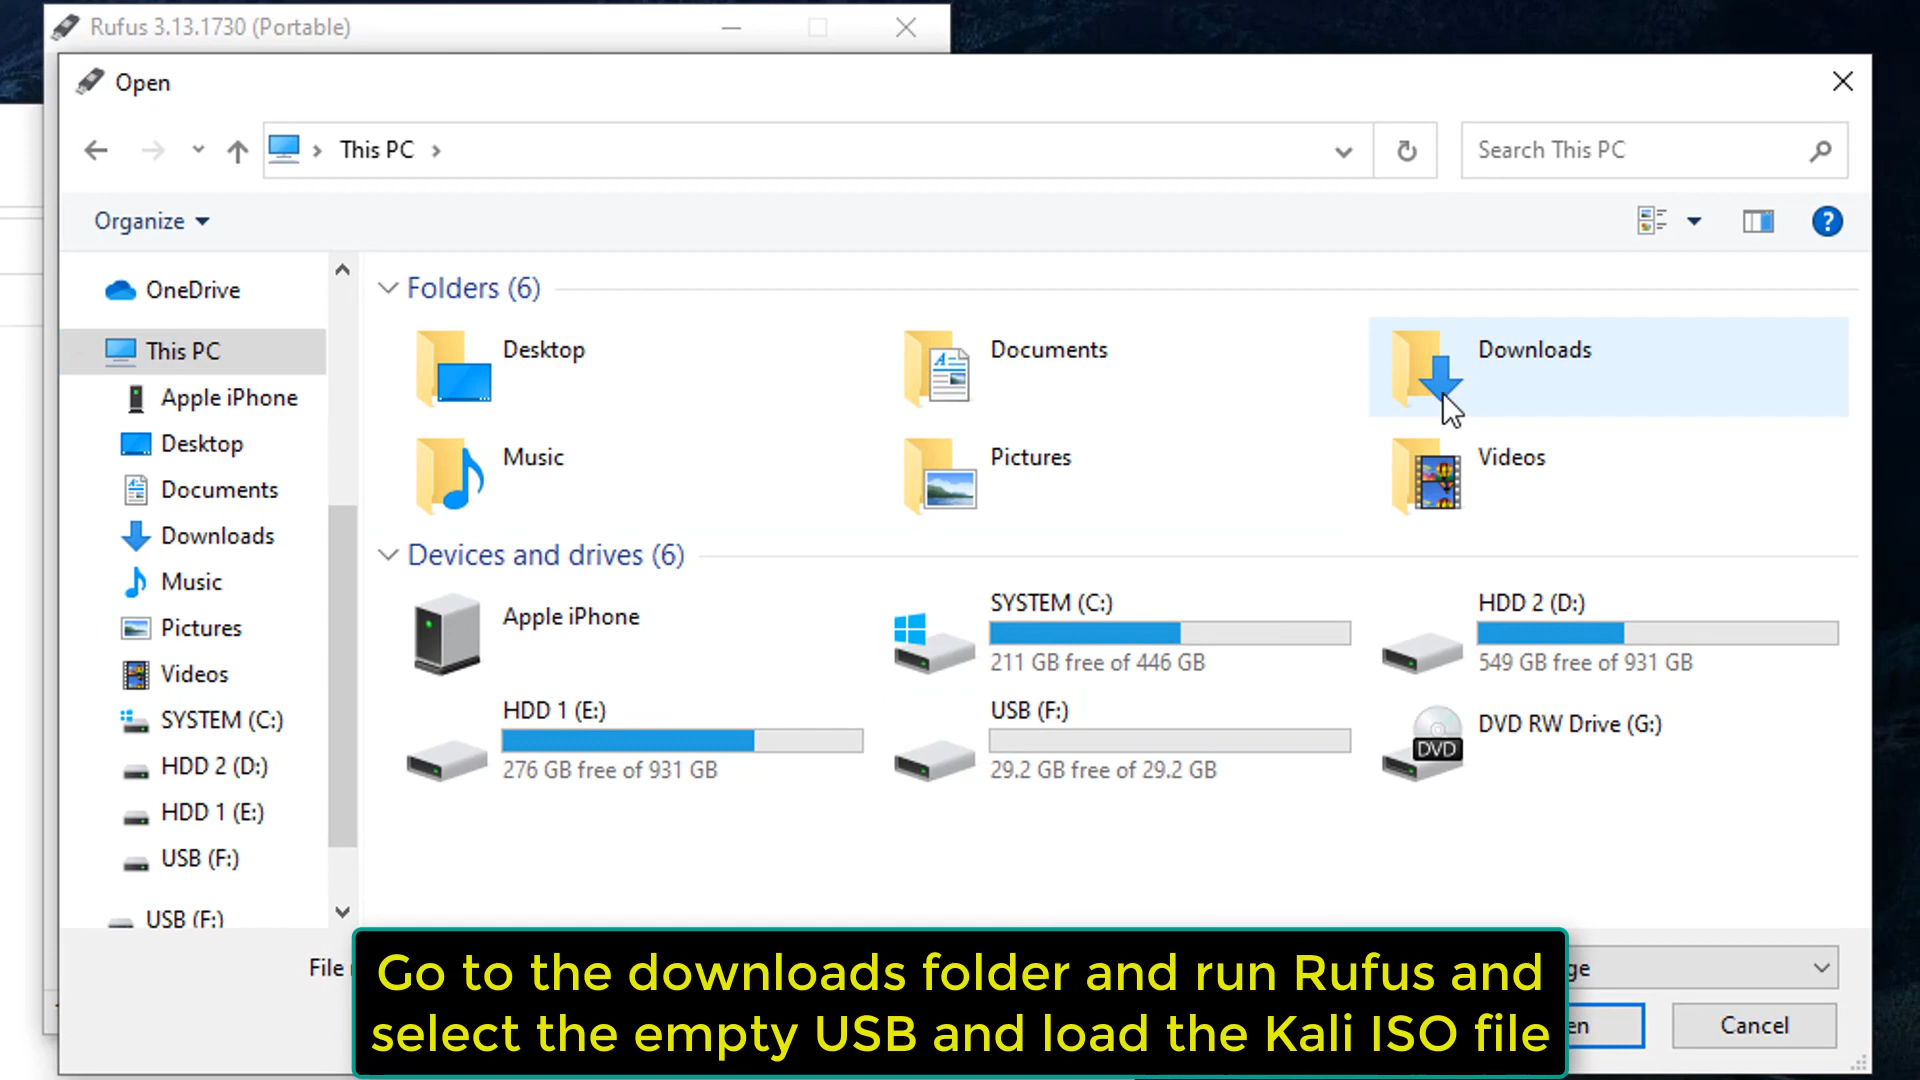 Rufus 3.13.1730 (Portable)
Open
This PC
Search This PC
Organize
OneDrive
This PC
Apple iPhone
Desktop
Documents
Downloads
Music
Pictures
Videos
SYSTEM (C:)
HDD 2 (D:)
HDD 1 (E:)
USB (F:)
USB (F:)
Folders (6)
Desktop
Documents
Downloads
Music
Pictures
Videos
Devices and drives (6)
Apple iPhone
SYSTEM (C:)
211 GB free of 446 GB
HDD 2 (D:)
549 GB free of 931 GB
HDD 1 (E:)
276 GB free of 931 GB
USB (F:)
29.2 GB free of 29.2 GB
DVD RW Drive (G:)
DVD
File
Cancel
Go to the downloads folder and run Rufus and
select the empty USB and load the Kali ISO file